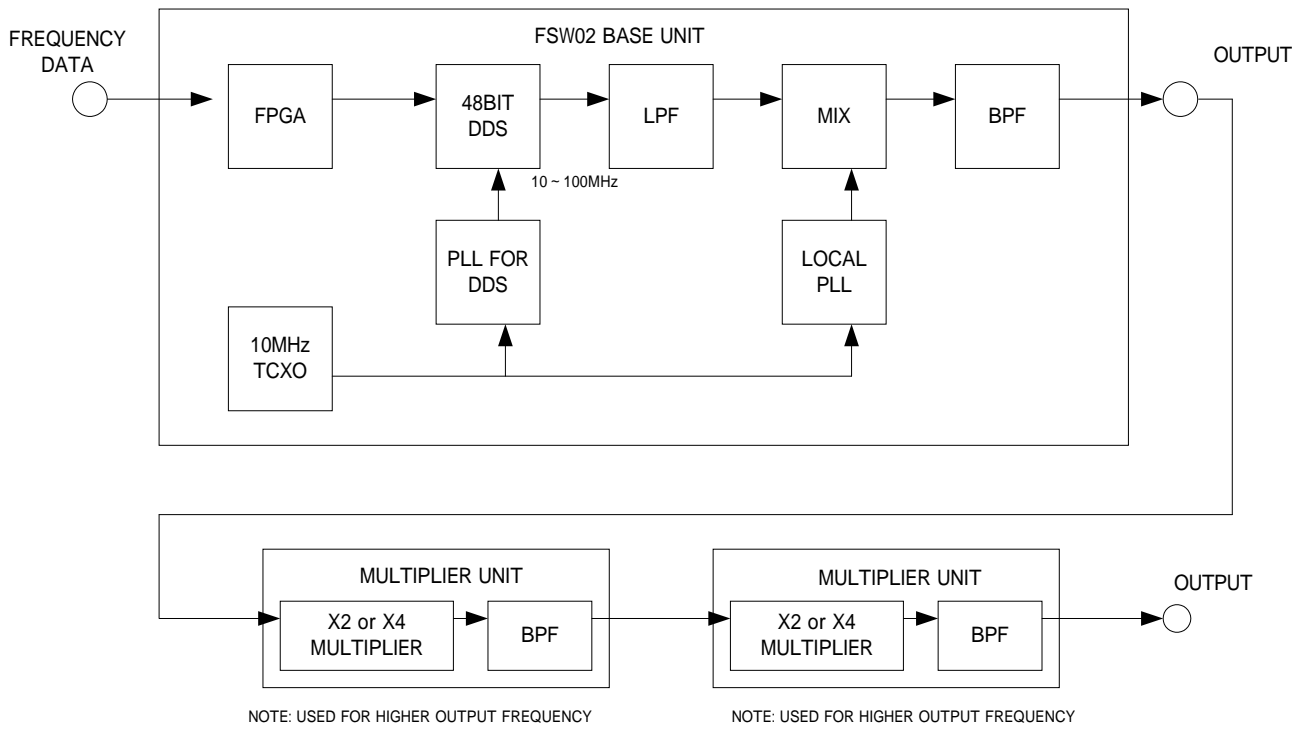 FREQUENCY
DATA
FSW02 BASE UNIT
OUTPUT
FPGA
48BIT
DDS
LPF
MIX
BPF
10 ~ 100MHz
PLL FOR
DDS
LOCAL
PLL
10MHz
TCXO
MULTIPLIER UNIT
X2 or X4
MULTIPLIER
BPF
MULTIPLIER UNIT
X2 or X4
MULTIPLIER
BPF
OUTPUT
NOTE: USED FOR HIGHER OUTPUT FREQUENCY
NOTE: USED FOR HIGHER OUTPUT FREQUENCY